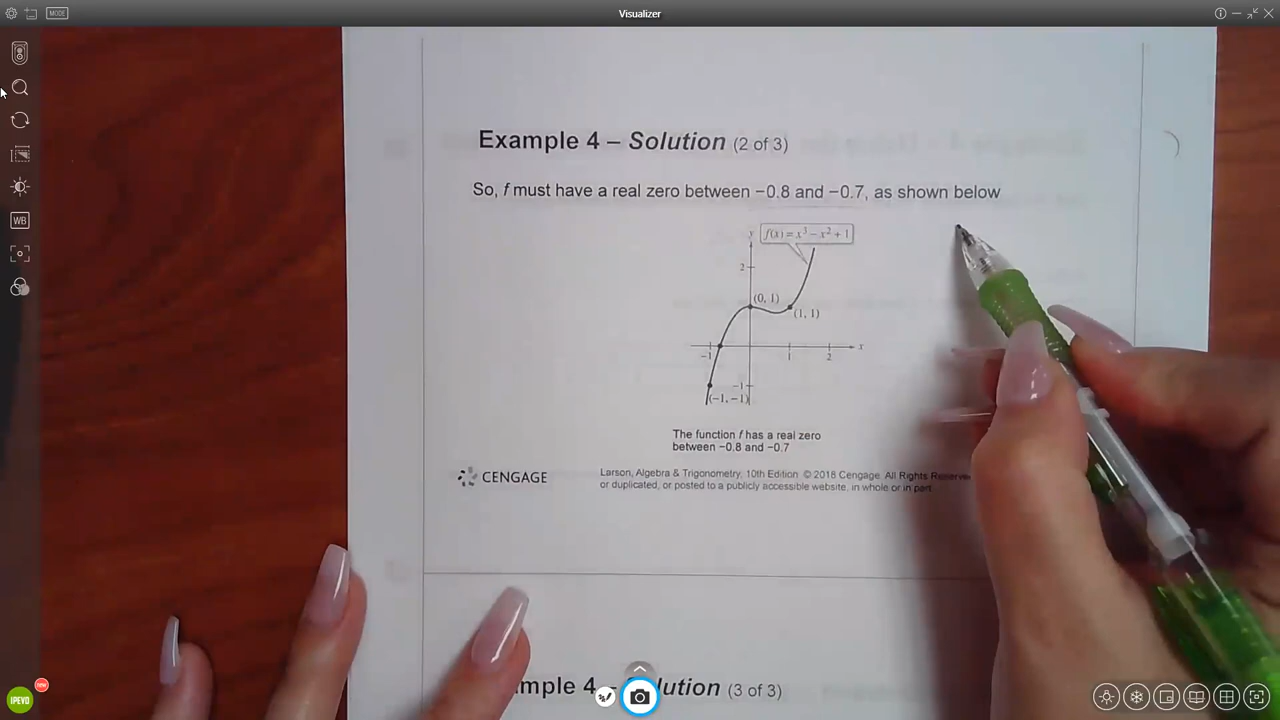 MODE
Visualizer
WB
Example 4 – Solution (2 of 3)
So, f must have a real zero between −0.8 and −0.7, as shown below
y
f(x) = x³ − x² + 1
2
(0, 1)
(1, 1)
−1
1
2
x
−1
(−1, −1)
The function f has a real zero
between −0.8 and −0.7
CENGAGE
Larson, Algebra & Trigonometry, 10th Edition. © 2018 Cengage. All Rights Reserve
or duplicated, or posted to a publicly accessible website, in whole or in part.
mple 4 – Solution (3 of 3)
IPEVO
new